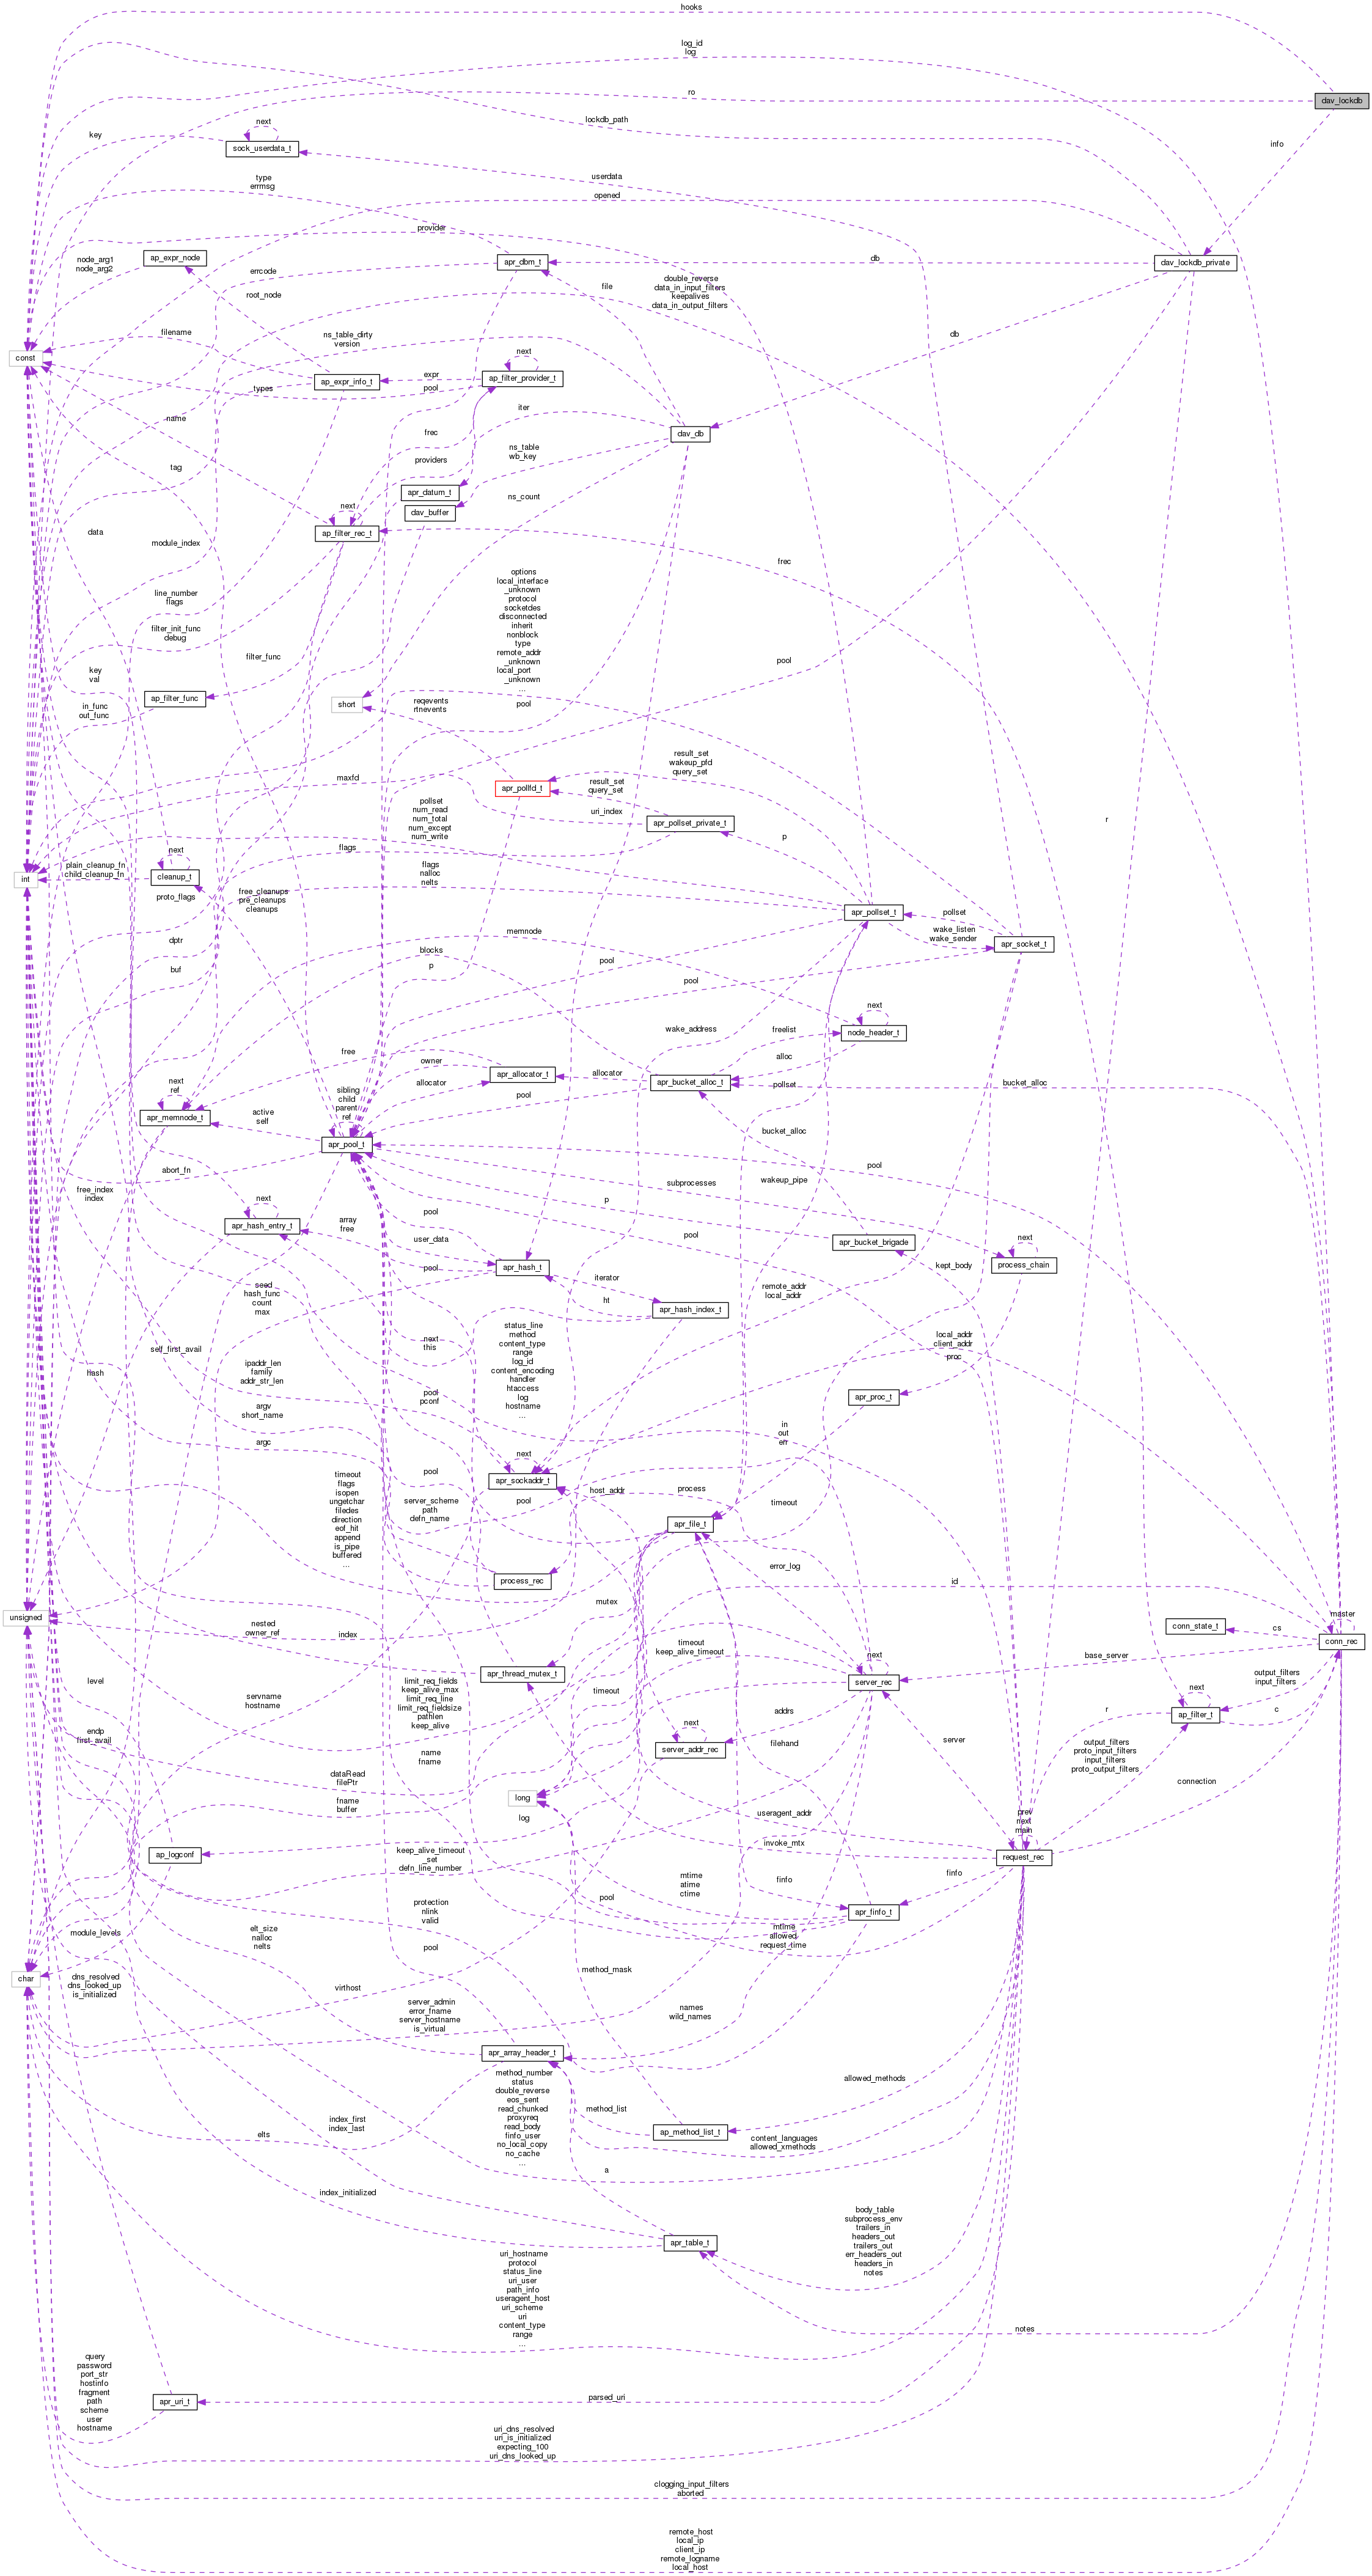 hooks
log_id
log
ro
dav_lockdb
lockdb_path
key
next
sock_userdata_t
info
type
errmsg
userdata
opened
provider
node_arg1
node_arg2
ap_expr_node
apr_dbm_t
db
dav_lockdb_private
errcode
root_node
file
double_reverse
data_in_input_filters
keepalives
data_in_output_filters
filename
ns_table_dirty
version
db
const
next
types
ap_expr_info_t
expr
ap_filter_provider_t
pool
name
iter
frec
dav_db
tag
providers
ns_table
wb_key
apr_datum_t
ns_count
data
next
dav_buffer
ap_filter_rec_t
module_index
frec
options
local_interface
_unknown
protocol
socketdes
disconnected
inherit
nonblock
type
remote_addr
_unknown
local_port
_unknown
...
line_number
flags
filter_init_func
debug
filter_func
key
val
pool
ap_filter_func
short
reqevents
rtnevents
pool
in_func
out_func
result_set
wakeup_pfd
query_set
maxfd
apr_pollfd_t
result_set
query_set
r
uri_index
pollset
num_read
num_total
num_except
num_write
apr_pollset_private_t
p
next
flags
plain_cleanup_fn
child_cleanup_fn
cleanup_t
flags
nalloc
nelts
int
proto_flags
free_cleanups
pre_cleanups
cleanups
apr_pollset_t
pollset
dptr
memnode
wake_listen
wake_sender
apr_socket_t
buf
blocks
p
pool
pool
next
wake_address
freelist
node_header_t
free
owner
alloc
next
ref
sibling
child
parent
ref
allocator
apr_allocator_t
allocator
apr_bucket_alloc_t
pollset
bucket_alloc
apr_memnode_t
active
self
pool
bucket_alloc
apr_pool_t
abort_fn
pool
free_index
index
subprocesses
wakeup_pipe
next
array
free
p
apr_hash_entry_t
pool
user_data
pool
apr_bucket_brigade
next
process_chain
pool
apr_hash_t
iterator
kept_body
seed
hash_func
count
max
ht
apr_hash_index_t
remote_addr
local_addr
self_first_avail
next
this
status_line
method
content_type
range
log_id
content_encoding
handler
htaccess
log
hostname
...
local_addr
client_addr
proc
hash
ipaddr_len
family
addr_str_len
pool
pconf
apr_proc_t
argv
short_name
in
out
err
argc
next
apr_sockaddr_t
pool
timeout
flags
isopen
ungetchar
filedes
direction
eof_hit
append
is_pipe
buffered
...
host_addr
process
server_scheme
path
defn_name
pool
apr_file_t
timeout
error_log
process_rec
id
mutex
unsigned
nested
owner_ref
index
conn_state_t
cs
master
conn_rec
timeout
keep_alive_timeout
base_server
apr_thread_mutex_t
next
server_rec
output_filters
input_filters
limit_req_fields
keep_alive_max
limit_req_line
limit_req_fieldsize
pathlen
keep_alive
timeout
level
servname
hostname
addrs
next
r
ap_filter_t
c
endp
first_avail
next
server_addr_rec
server
output_filters
proto_input_filters
input_filters
proto_output_filters
name
fname
filehand
dataRead
filePtr
connection
long
fname
buffer
useragent_addr
log
prev
next
main
ap_logconf
invoke_mtx
request_rec
keep_alive_timeout
_set
defn_line_number
finfo
mtime
atime
ctime
finfo
protection
nlink
valid
pool
apr_finfo_t
module_levels
elt_size
nalloc
nelts
mtime
allowed
request_time
pool
char
dns_resolved
dns_looked_up
is_initialized
virthost
method_mask
server_admin
error_fname
server_hostname
is_virtual
names
wild_names
apr_array_header_t
method_number
status
double_reverse
eos_sent
read_chunked
proxyreq
read_body
finfo_user
no_local_copy
no_cache
...
allowed_methods
method_list
ap_method_list_t
index_first
index_last
elts
content_languages
allowed_xmethods
a
index_initialized
body_table
subprocess_env
trailers_in
headers_out
trailers_out
err_headers_out
headers_in
notes
apr_table_t
uri_hostname
protocol
status_line
uri_user
path_info
useragent_host
uri_scheme
uri
content_type
range
...
notes
query
password
port_str
hostinfo
fragment
path
scheme
user
hostname
apr_uri_t
parsed_uri
uri_dns_resolved
uri_is_initialized
expecting_100
uri_dns_looked_up
clogging_input_filters
aborted
remote_host
local_ip
client_ip
remote_logname
local_host